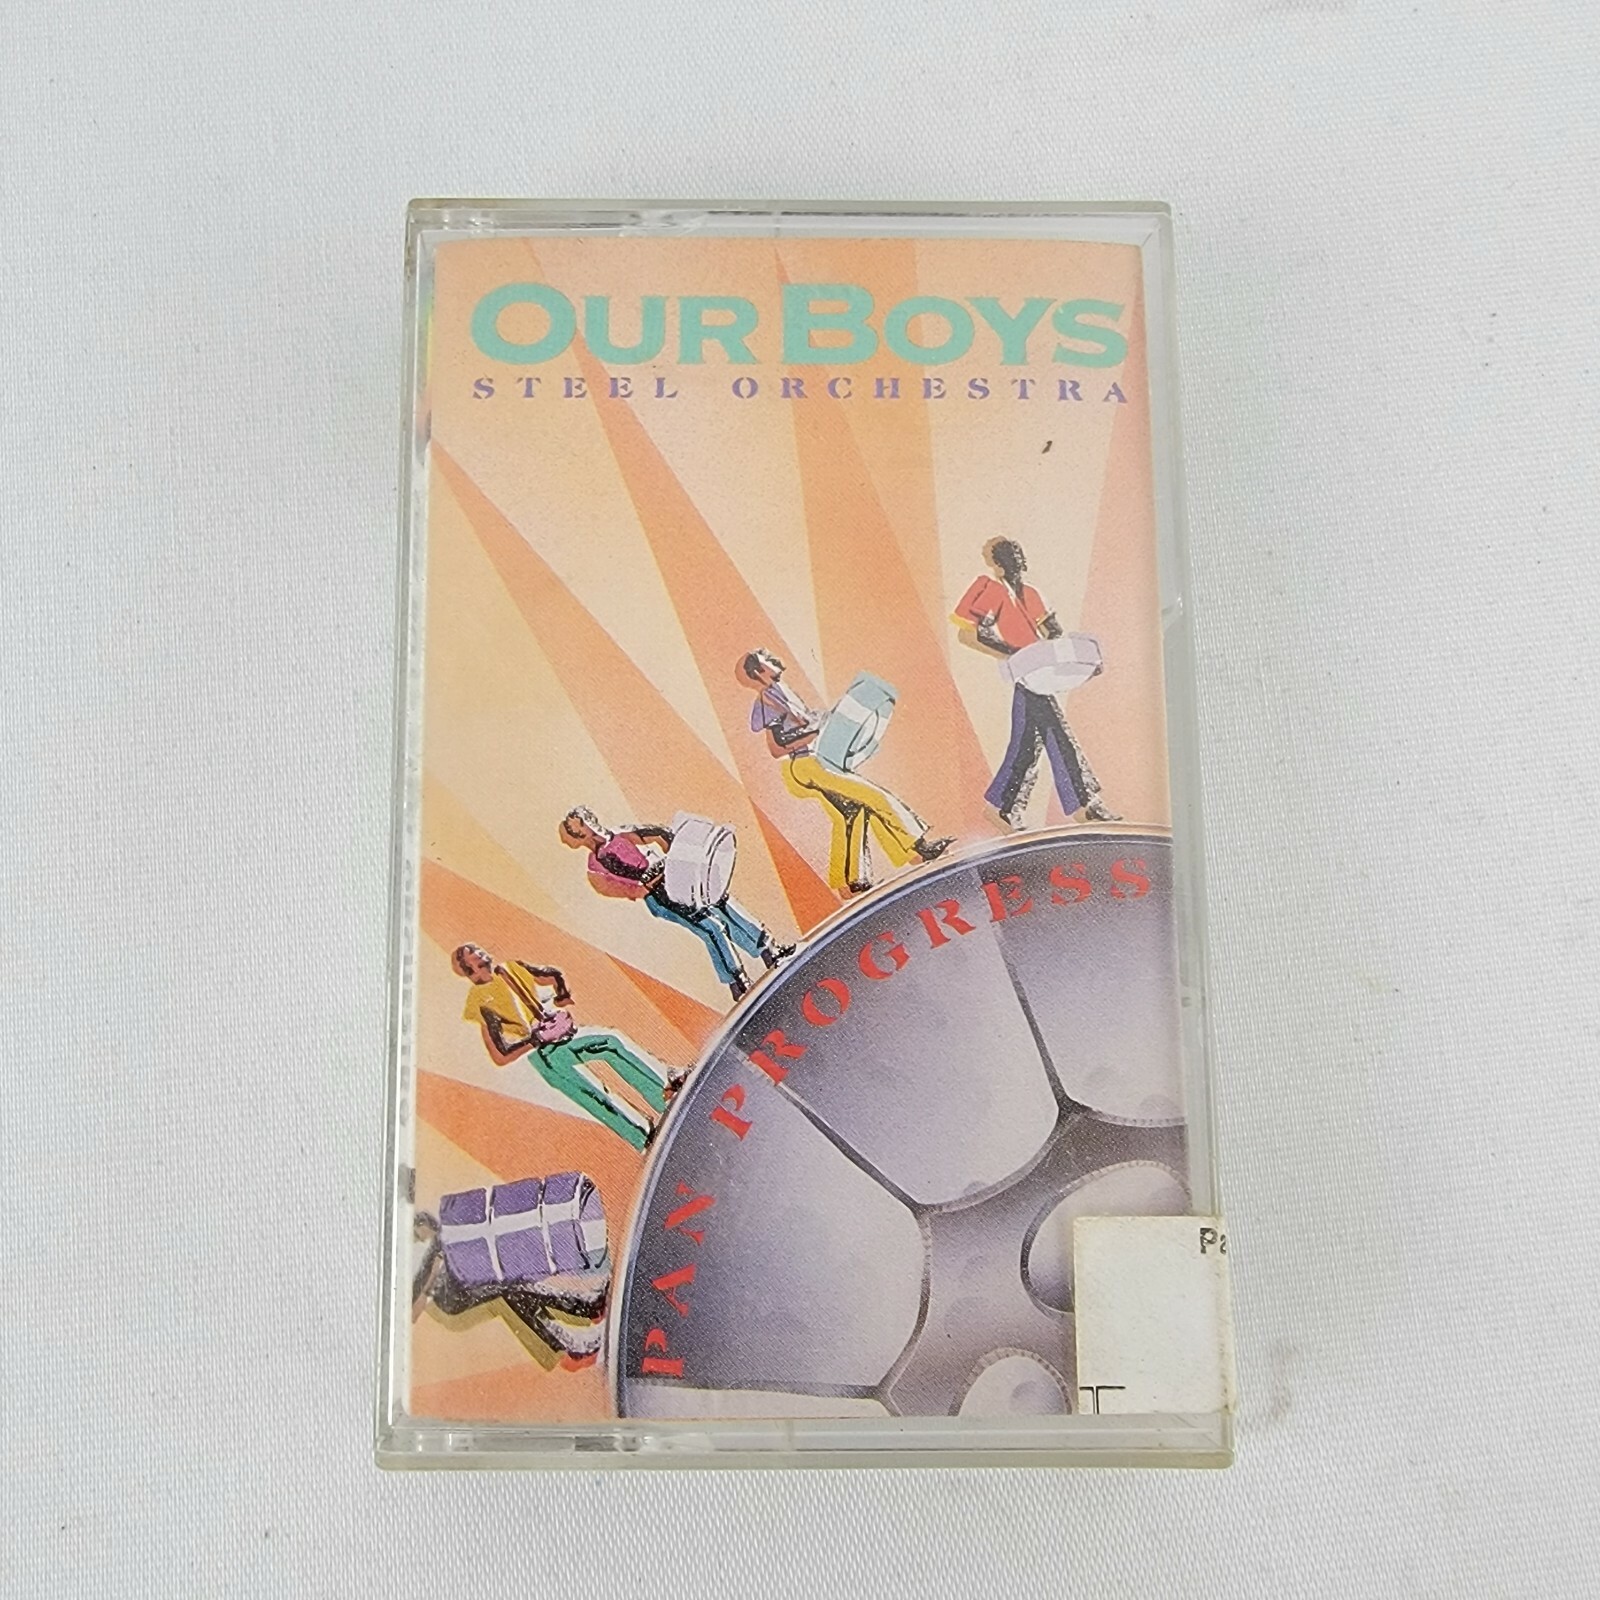 OUR BOYS
STEEL ORCHESTRA
PAN PROGRESS